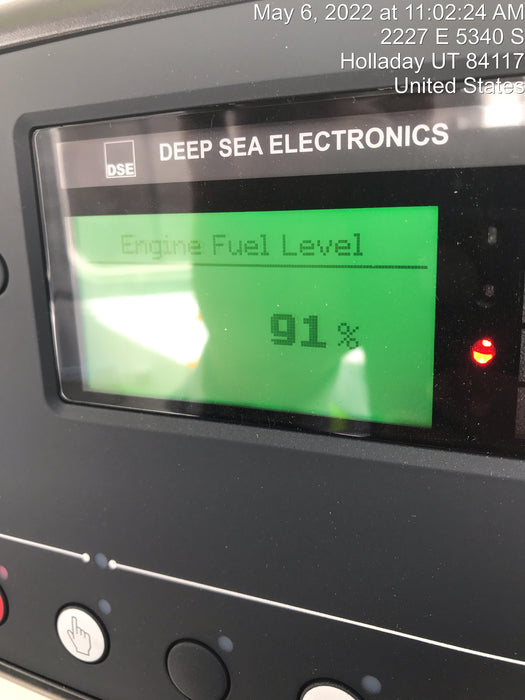 May 6, 2022 at 11:02:24 AM
2227 E 5340 S
Holladay UT 84117
United States
DSE
DEEP SEA ELECTRONICS
Engine Fuel Level
91 %